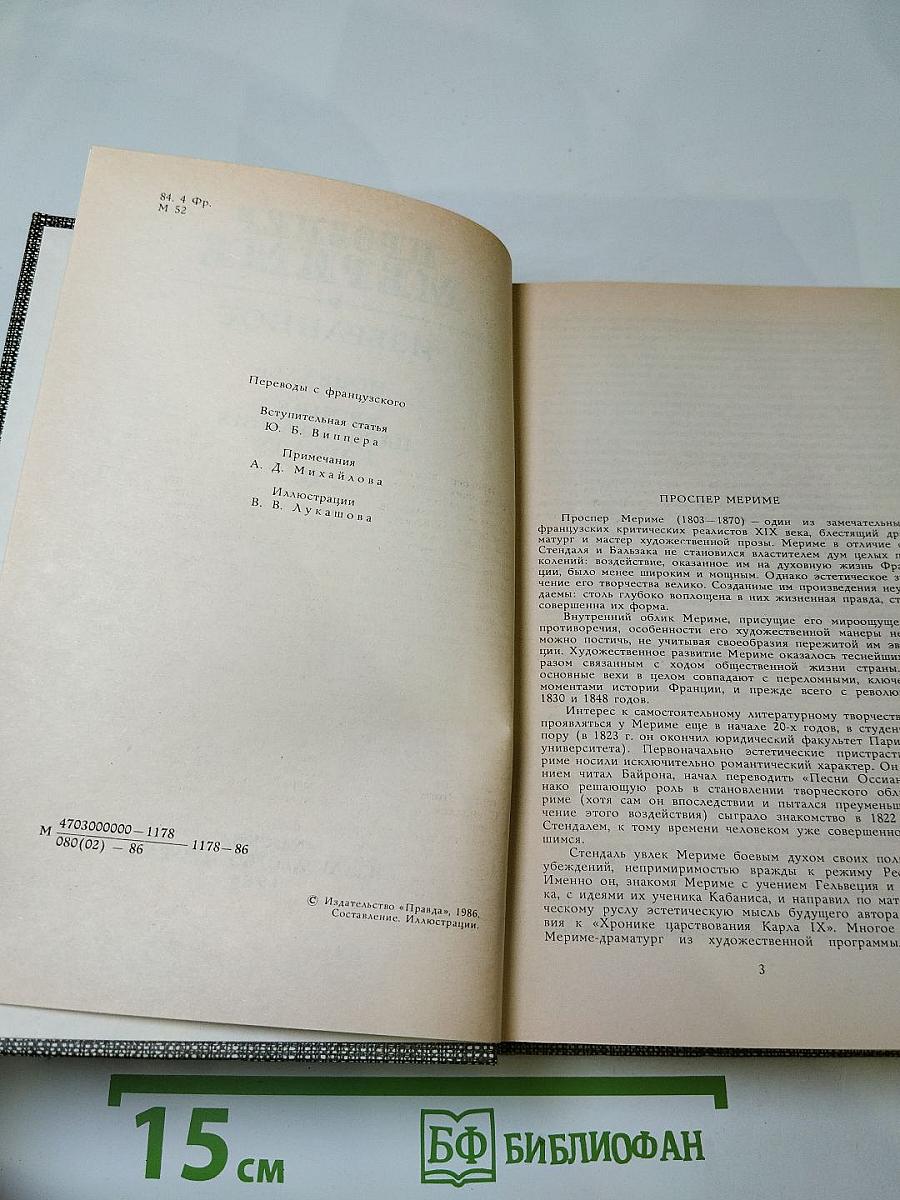 84. 4 Фр.
М 52
Переводы с французского
Вступительная статья
Ю. Б. Виппера
Примечания
А. Д. Михайлова
Иллюстрации
В. В. Лукашова
М 4703000000—1178
080(02) — 86
1178—86
© Издательство «Правда», 1986.
Составление. Иллюстрации.
ПРОСПЕР МЕРИМЕ
Проспер Мериме (1803—1870) — один из замечательны
французских критических реалистов XIX века, блестящий др
матург и мастер художественной прозы. Мериме в отличие
Стендаля и Бальзака не становился властителем дум целых п
колений: воздействие, оказанное им на духовную жизнь Фра
ции, было менее широким и мощным. Однако эстетическое з
чение его творчества велико. Созданные им произведения неу
даемы: столь глубоко воплощена в них жизненная правда, ст
совершенна их форма.
Внутренний облик Мериме, присущие его мироощуще
противоречия, особенности его художественной манеры не
можно постичь, не учитывая своеобразия пережитой им эв
ции. Художественное развитие Мериме оказалось теснейши
разом связанным с ходом общественной жизни страны.
основные вехи в целом совпадают с переломными, ключе
моментами истории Франции, и прежде всего с револю
1830 и 1848 годов.
Интерес к самостоятельному литературному творчеств
проявляться у Мериме еще в начале 20-х годов, в студен
пору (в 1823 г. он окончил юридический факультет Пари
университета). Первоначально эстетические пристрасти
риме носили исключительно романтический характер. Он
нием читал Байрона, начал переводить «Песни Оссиан
нако решающую роль в становлении творческого обл
риме (хотя сам он впоследствии и пытался преуменьш
чение этого воздействия) сыграло знакомство в 1822
Стендалем, к тому времени человеком уже совершенно
шимся.
Стендаль увлек Мериме боевым духом своих пол
убеждений, непримиримостью вражды к режиму Рес
Именно он, знакомя Мериме с учением Гельвеция и
ка, с идеями их ученика Кабаниса, и направил по мат
ческому руслу эстетическую мысль будущего автора
вия к «Хронике царствования Карла IX». Многое
Мериме-драматург из художественной программы
3
15 см
БФ БИБЛИОФАН